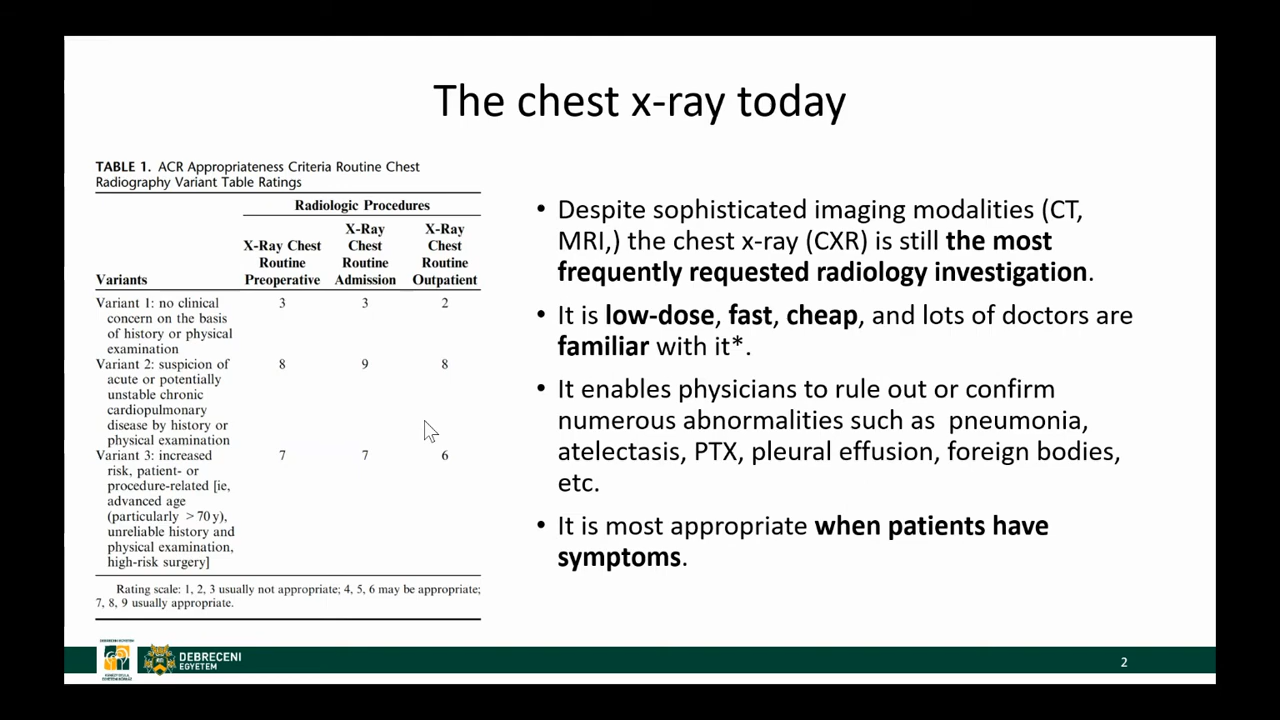 The chest x-ray today
TABLE 1. ACR Appropriateness Criteria Routine Chest
Radiography Variant Table Ratings
Radiologic Procedures
Variants
X-Ray Chest
Routine
Preoperative
X-Ray
Chest
Routine
Admission
X-Ray
Chest
Routine
Outpatient
Variant 1: no clinical 3 3 2
concern on the basis
of history or physical
examination
Variant 2: suspicion of 8 9 8
acute or potentially
unstable chronic
cardiopulmonary
disease by history or
physical examination
Variant 3: increased 7 7 6
risk, patient- or
procedure-related [ie,
advanced age
(particularly >70 y),
unreliable history and
physical examination,
high-risk surgery]
Rating scale: 1, 2, 3 usually not appropriate; 4, 5, 6 may be appropriate;
7, 8, 9 usually appropriate.
• Despite sophisticated imaging modalities (CT,
MRI,) the chest x-ray (CXR) is still the most
frequently requested radiology investigation.
• It is low-dose, fast, cheap, and lots of doctors are
familiar with it*.
• It enables physicians to rule out or confirm
numerous abnormalities such as pneumonia,
atelectasis, PTX, pleural effusion, foreign bodies,
etc.
• It is most appropriate when patients have
symptoms.
DEBRECENI
EGYETEM
2